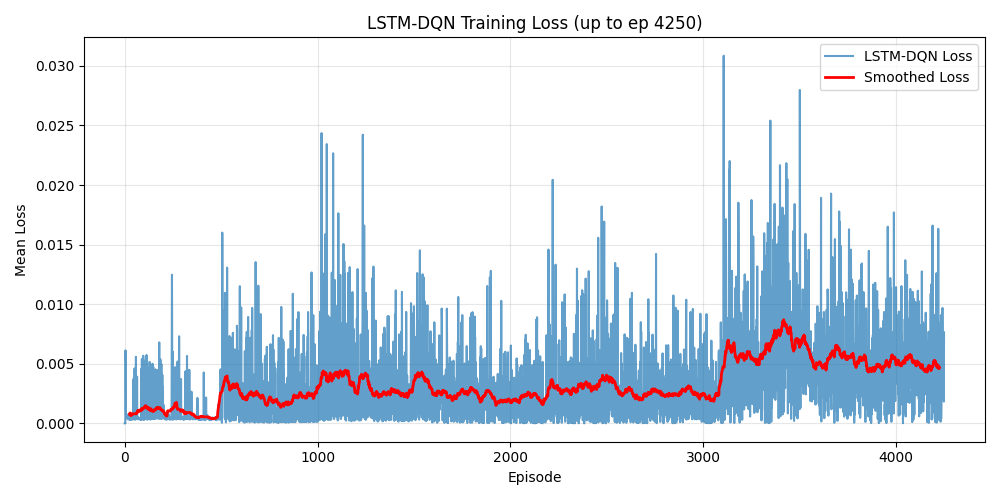 LSTM-DQN Training Loss (up to ep 4250)
LSTM-DQN Loss
Smoothed Loss
Mean Loss
0.030
0.025
0.020
0.015
0.010
0.005
0.000
0 1000 2000 3000 4000
Episode